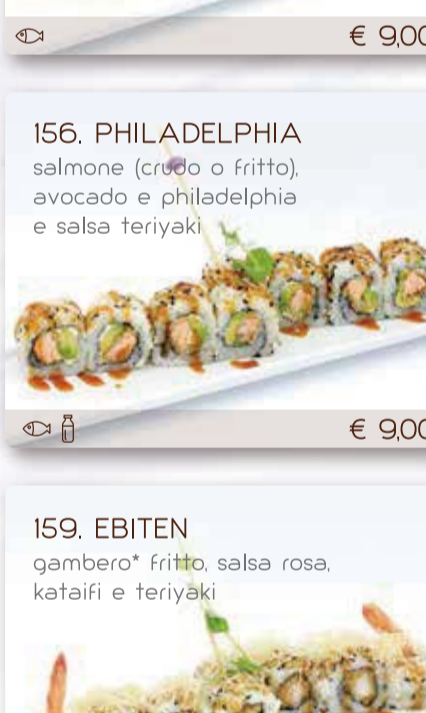 € 9,00
156. PHILADELPHIA
salmone (crudo o fritto),
avocado e philadelphia
e salsa teriyaki
€ 9,00
159. EBITEN
gambero* fritto, salsa rosa,
kataifi e teriyaki